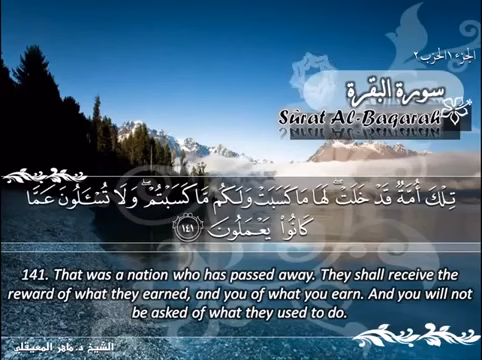 الجزء ١ الحزب ٢
سورة البقرة
Sûrat Al-Baqarah
تِلْكَ أُمَّةٌ قَدْ خَلَتْ ۖ لَهَا مَا كَسَبَتْ وَلَكُم مَّا كَسَبْتُمْ ۖ وَلَا تُسْـَٔلُونَ عَمَّا
كَانُوا۟ يَعْمَلُونَ ١٤١
141. That was a nation who has passed away. They shall receive the
reward of what they earned, and you of what you earn. And you will not
be asked of what they used to do.
الشيخ د. ماهر المعيقلي